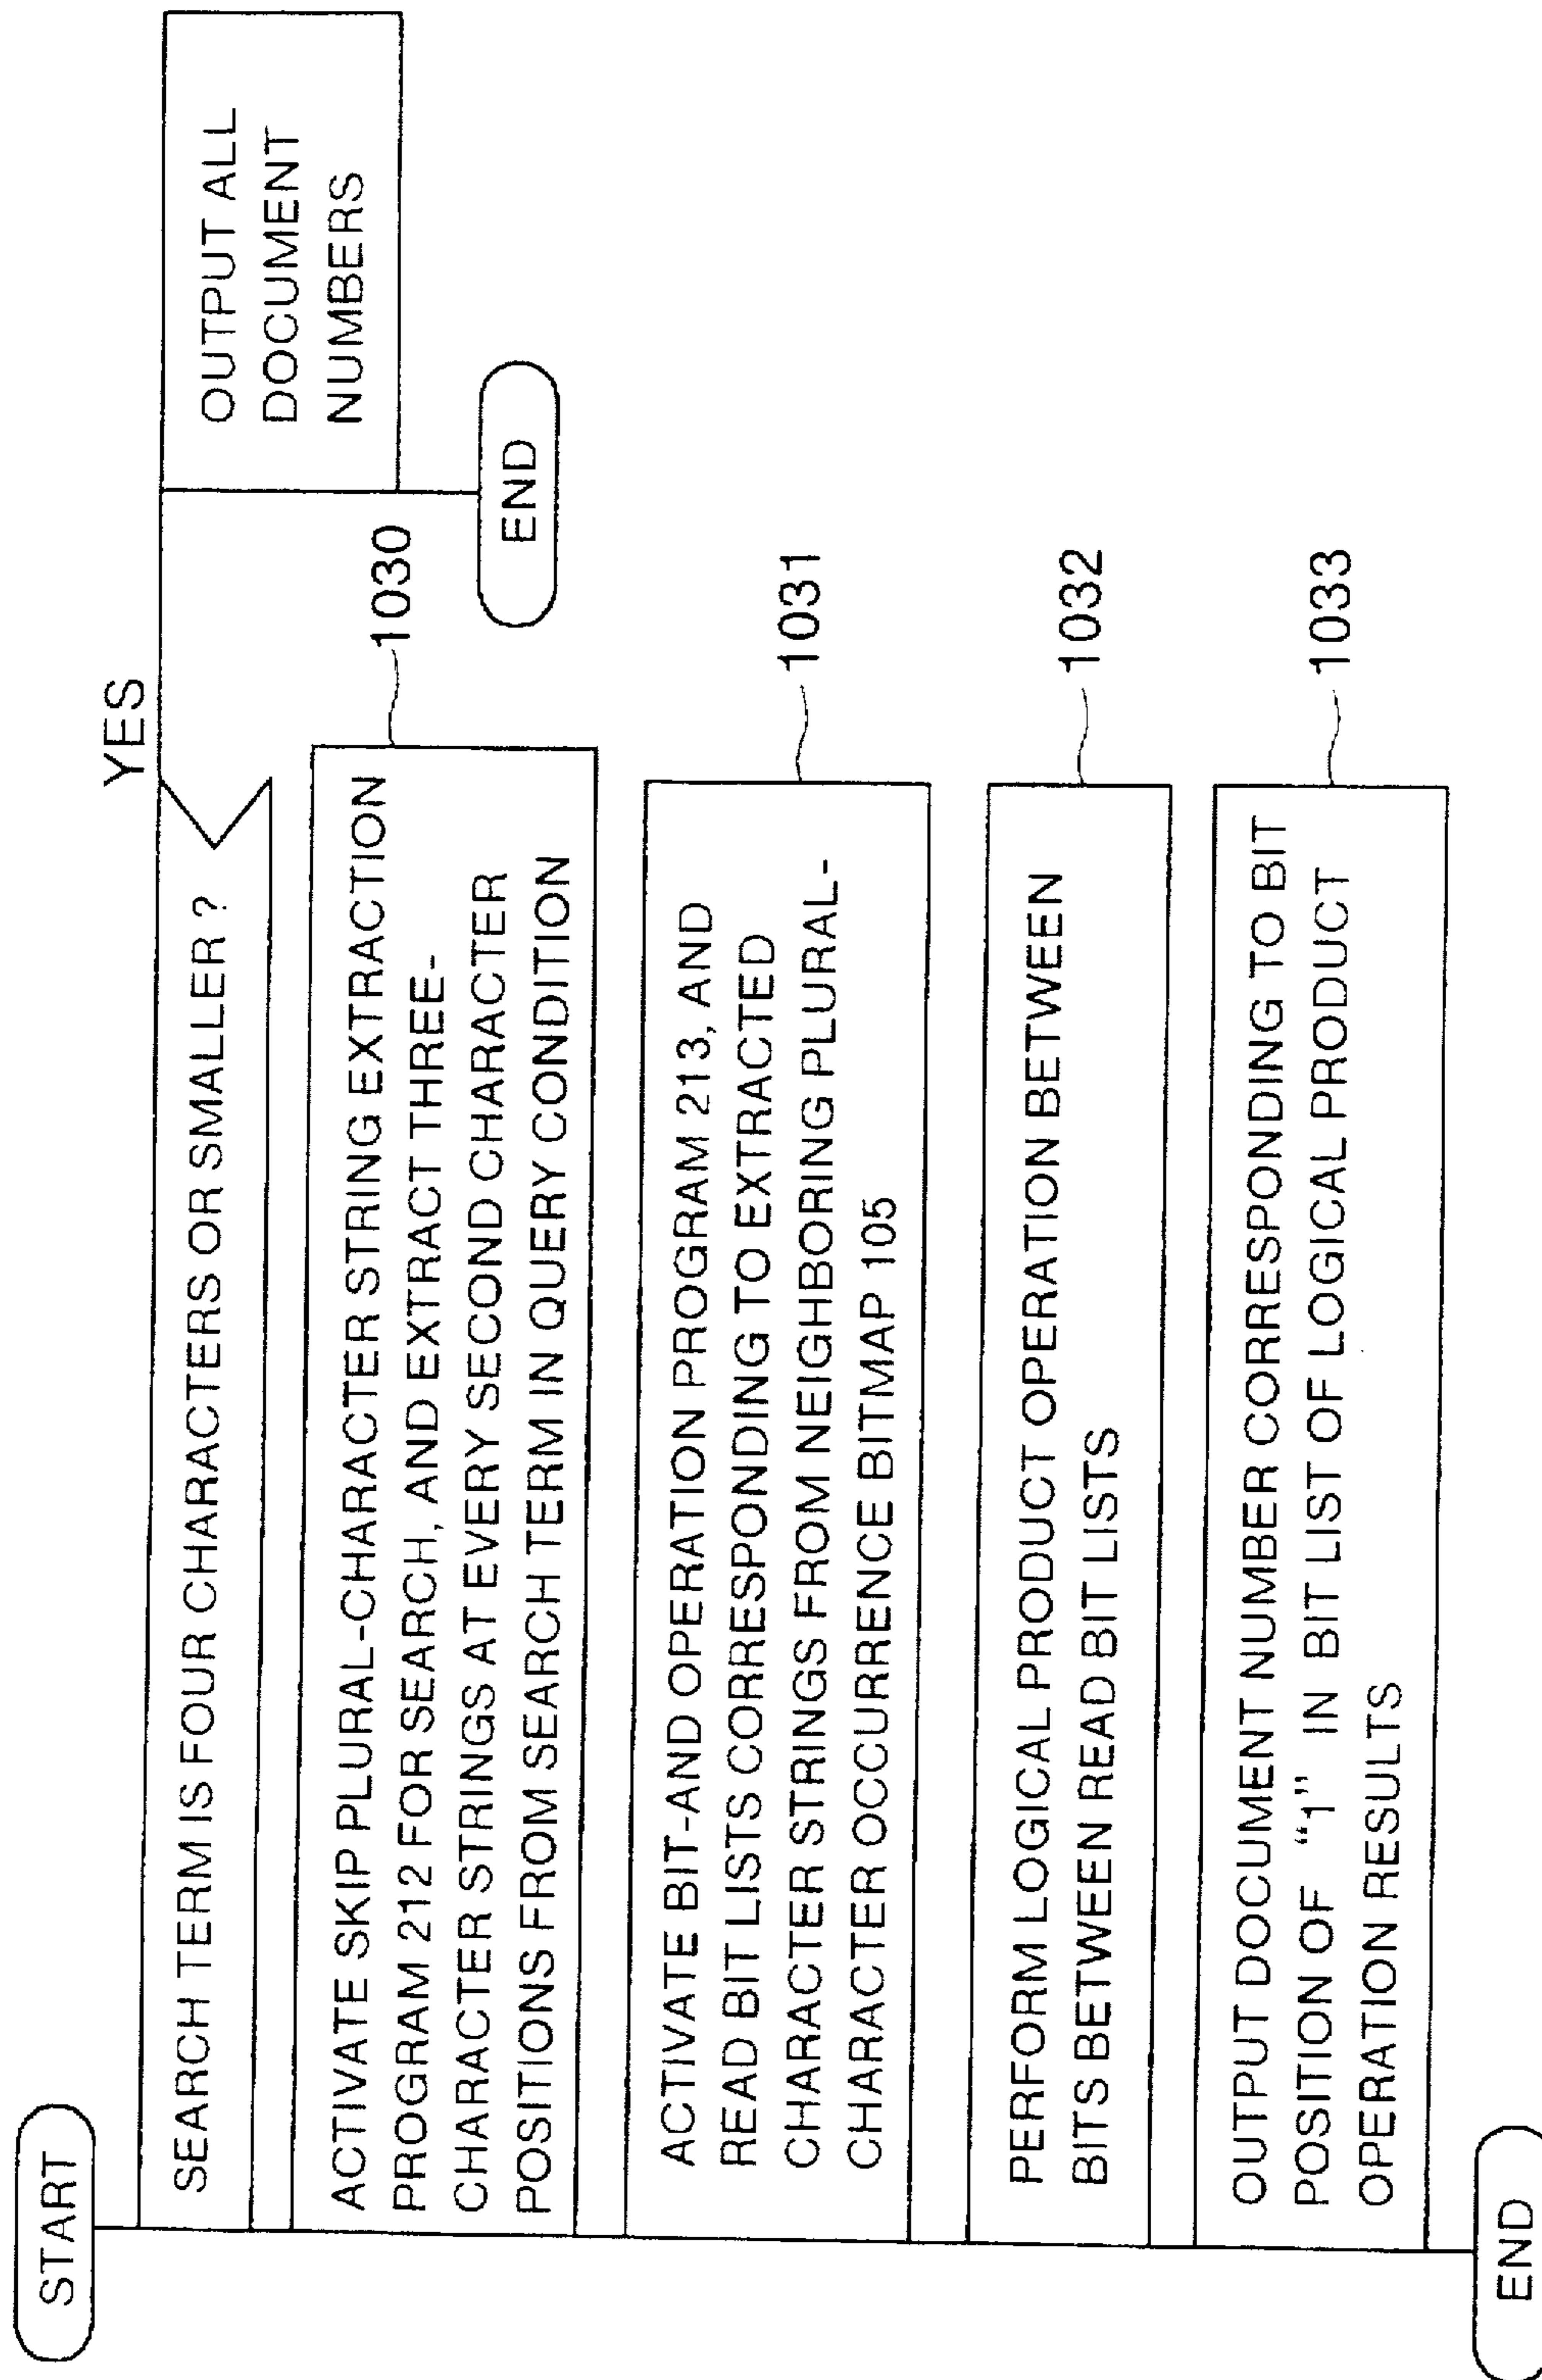 START
SEARCH TERM IS FOUR CHARACTERS OR SMALLER ?
YES
OUTPUT ALL
DOCUMENT
NUMBERS
END
ACTIVATE SKIP PLURAL-CHARACTER STRING EXTRACTION
PROGRAM 212 FOR SEARCH, AND EXTRACT THREE-
CHARACTER STRINGS AT EVERY SECOND CHARACTER
POSITIONS FROM SEARCH TERM IN QUERY CONDITION
1030
ACTIVATE BIT-AND OPERATION PROGRAM 213, AND
READ BIT LISTS CORRESPONDING TO EXTRACTED
CHARACTER STRINGS FROM NEIGHBORING PLURAL-
CHARACTER OCCURRENCE BITMAP 105
1031
PERFORM LOGICAL PRODUCT OPERATION BETWEEN
BITS BETWEEN READ BIT LISTS
1032
OUTPUT DOCUMENT NUMBER CORRESPONDING TO BIT
POSITION OF "1" IN BIT LIST OF LOGICAL PRODUCT
OPERATION RESULTS
1033
END